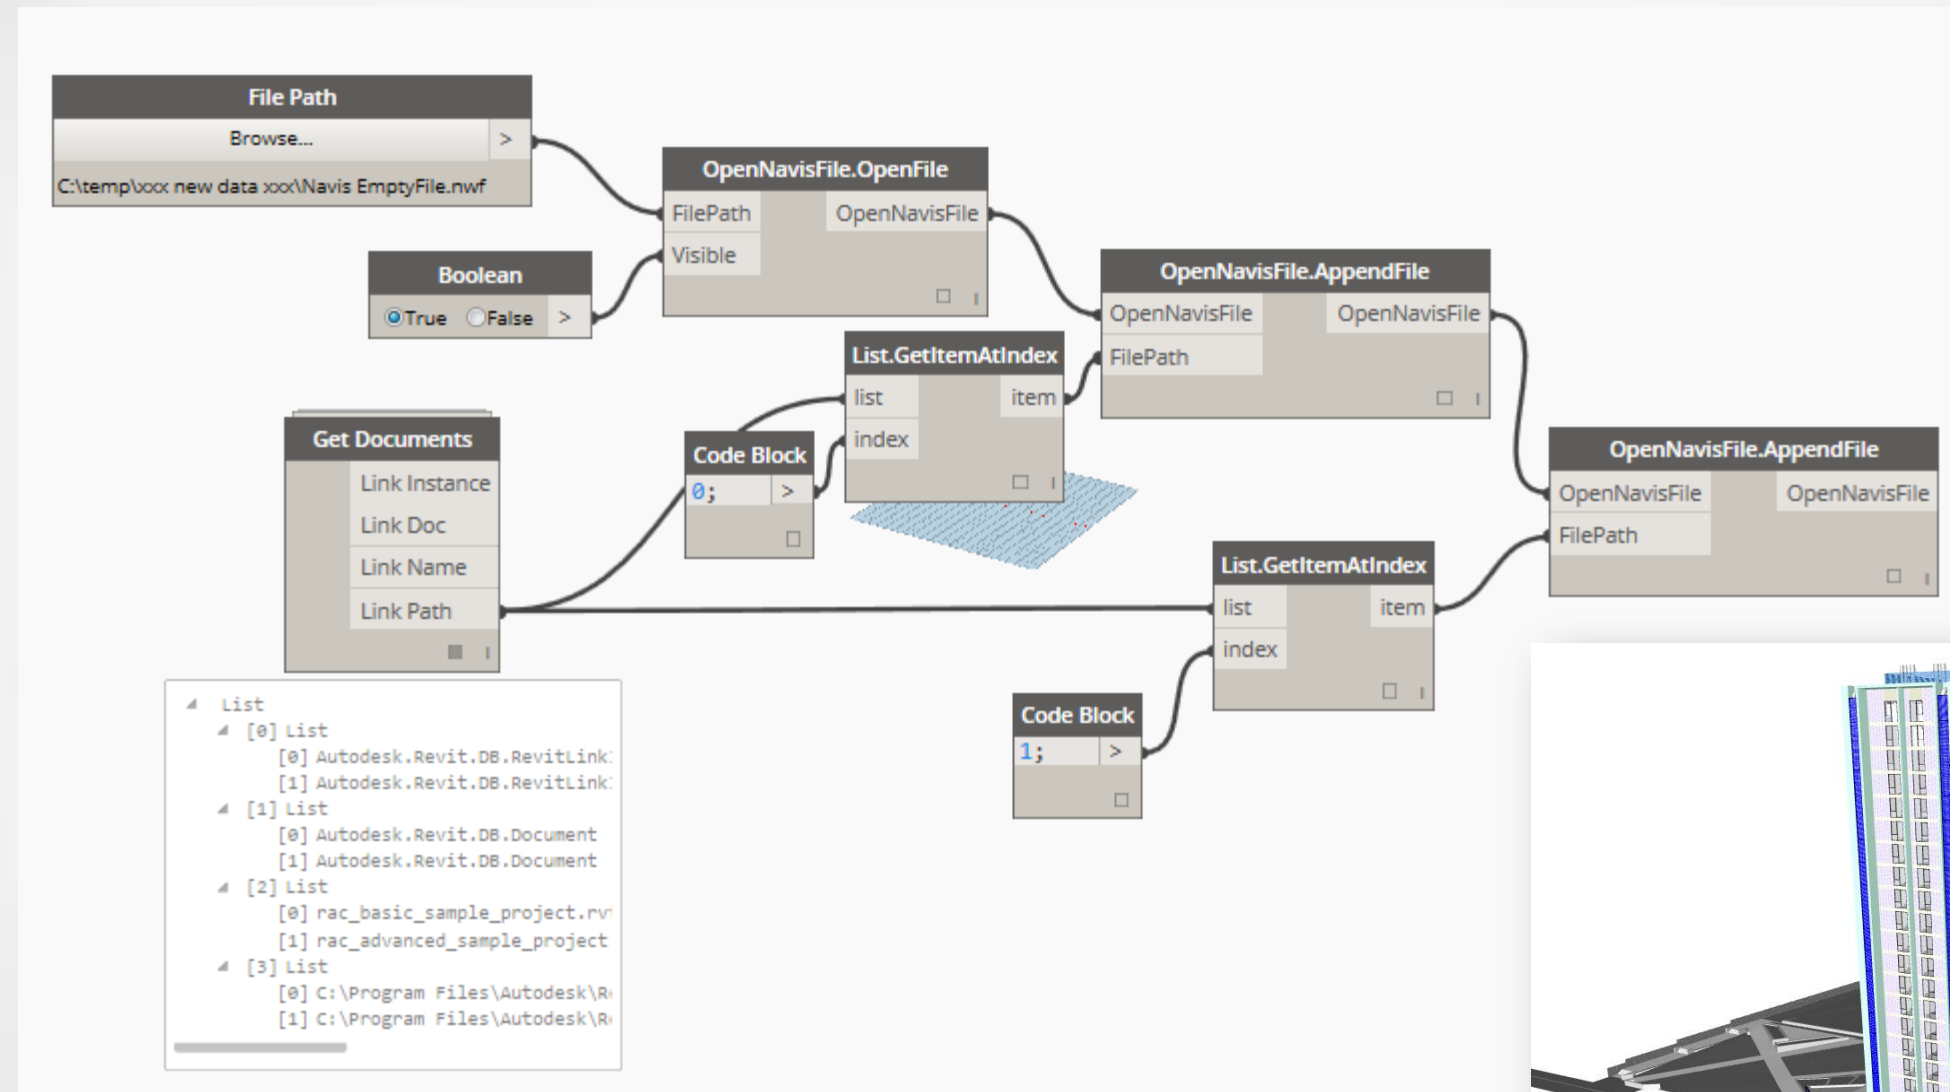 File Path
Browse... >
C:\temp\xxx new data xxx\Navis EmptyFile.nwf
Boolean
True False >
OpenNavisFile.OpenFile
FilePath OpenNavisFile
Visible
OpenNavisFile.AppendFile
OpenNavisFile OpenNavisFile
FilePath
List.GetItemAtIndex
list item
index
Code Block
0; >
Get Documents
Link Instance
Link Doc
Link Name
Link Path
OpenNavisFile.AppendFile
OpenNavisFile OpenNavisFile
FilePath
List.GetItemAtIndex
list item
index
Code Block
1; >
List
[0] List
[0] Autodesk.Revit.DB.RevitLink
[1] Autodesk.Revit.DB.RevitLink
[1] List
[0] Autodesk.Revit.DB.Document
[1] Autodesk.Revit.DB.Document
[2] List
[0] rac_basic_sample_project.rv
[1] rac_advanced_sample_project
[3] List
[0] C:\Program Files\Autodesk\R
[1] C:\Program Files\Autodesk\R